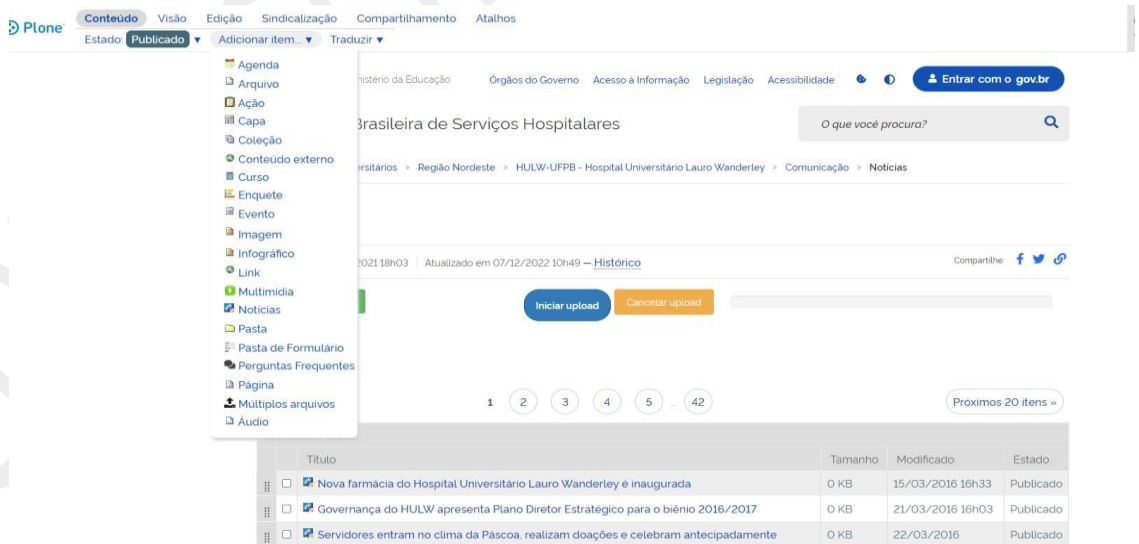 Conteúdo Visão Edição Sindicalização Compartilhamento Atalhos
Plone
Estado: Publicado ▼ Adicionar item... ▼ Traduzir ▼
Agenda
Arquivo
Ação
Capa
Coleção
Conteúdo externo
Curso
Enquete
Evento
Imagem
Infográfico
Link
Multimídia
Notícias
Pasta
Pasta de Formulário
Perguntas Frequentes
Página
Múltiplos arquivos
Áudio
nistério da Educação Órgãos do Governo Acesso à Informação Legislação Acessibilidade Entrar com o gov.br
Brasileira de Serviços Hospitalares O que você procura?
ersitários > Região Nordeste > HULW-UFPB - Hospital Universitário Lauro Wanderley > Comunicação > Notícias
2021 18h03 Atualizado em 07/12/2022 10h49 — Histórico Compartilhe:
Iniciar upload Cancelar upload
1 2 3 4 5 ... 42 Próximos 20 itens »
Título Tamanho Modificado Estado
Nova farmácia do Hospital Universitário Lauro Wanderley é inaugurada 0 KB 15/03/2016 16h33 Publicado
Governança do HULW apresenta Plano Diretor Estratégico para o biênio 2016/2017 0 KB 21/03/2016 16h03 Publicado
Servidores entram no clima da Páscoa, realizam doações e celebram antecipadamente 0 KB 22/03/2016 Publicado